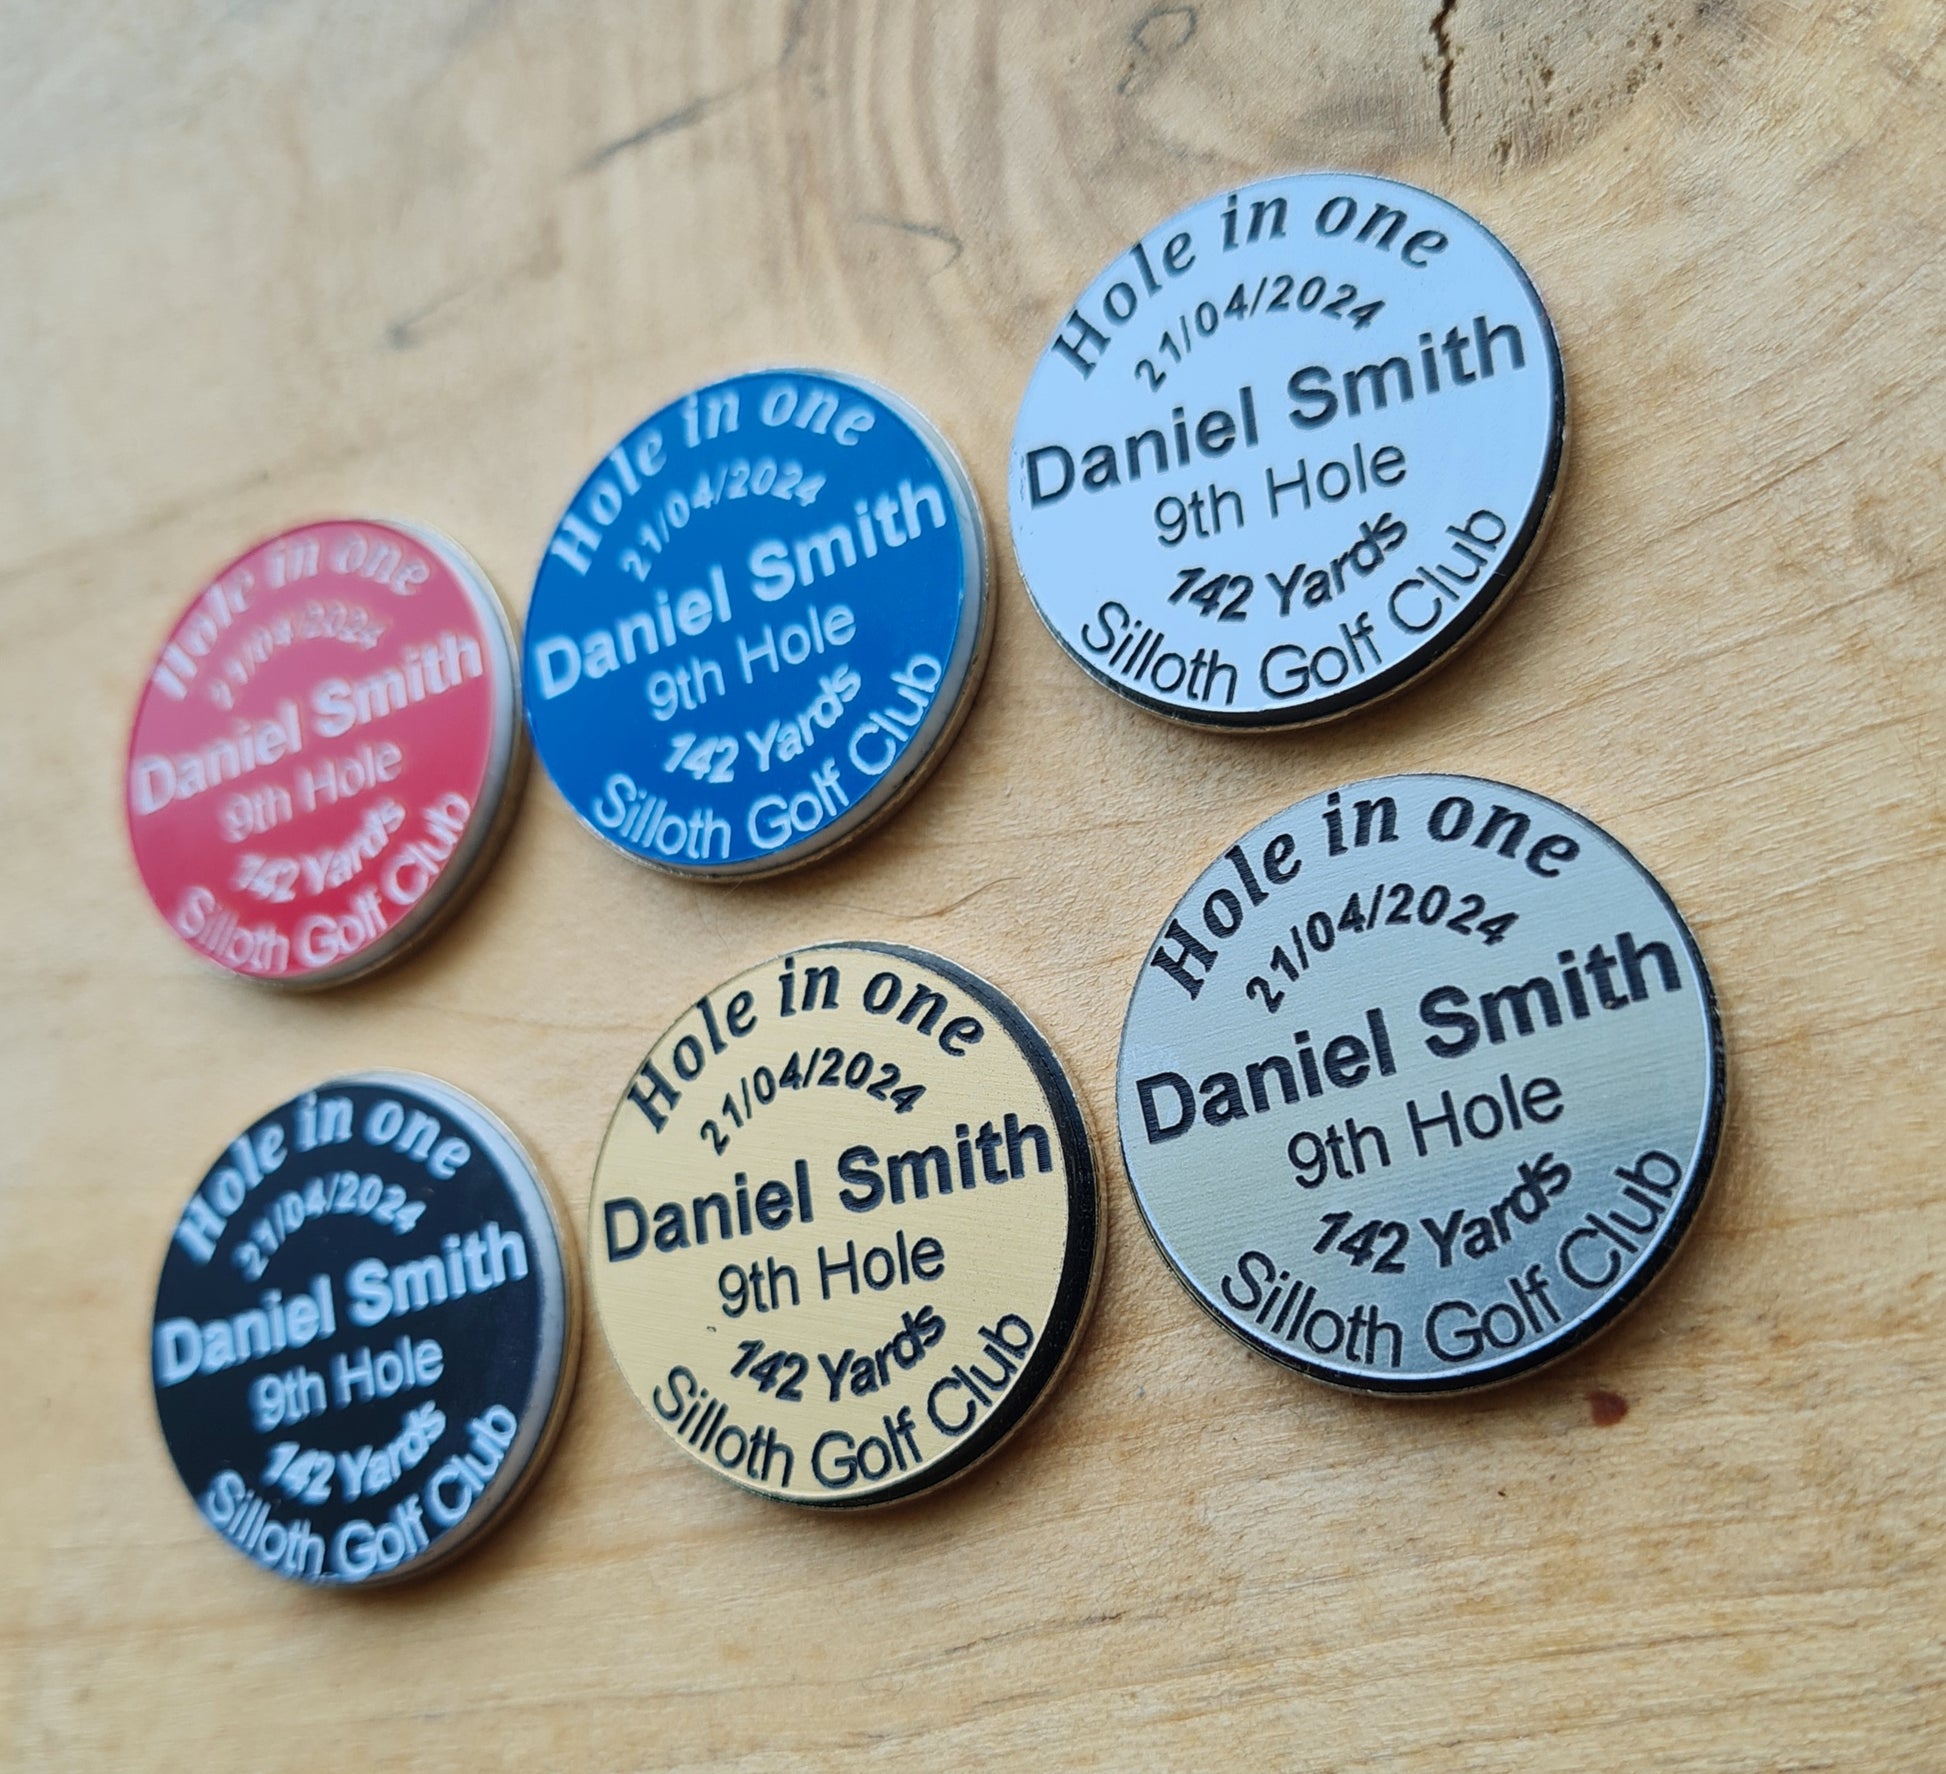 Hole in one
21/04/2024
Daniel Smith
9th Hole
142 Yards
Silloth Golf Club
Hole in one
21/04/2024
Daniel Smith
9th Hole
142 Yards
Silloth Golf Club
Hole in one
21/04/2024
Daniel Smith
9th Hole
142 Yards
Silloth Golf Club
Hole in one
21/04/2024
Daniel Smith
9th Hole
142 Yards
Silloth Golf Club
Hole in one
21/04/2024
Daniel Smith
9th Hole
142 Yards
Silloth Golf Club
Hole in one
21/04/2024
Daniel Smith
9th Hole
142 Yards
Silloth Golf Club